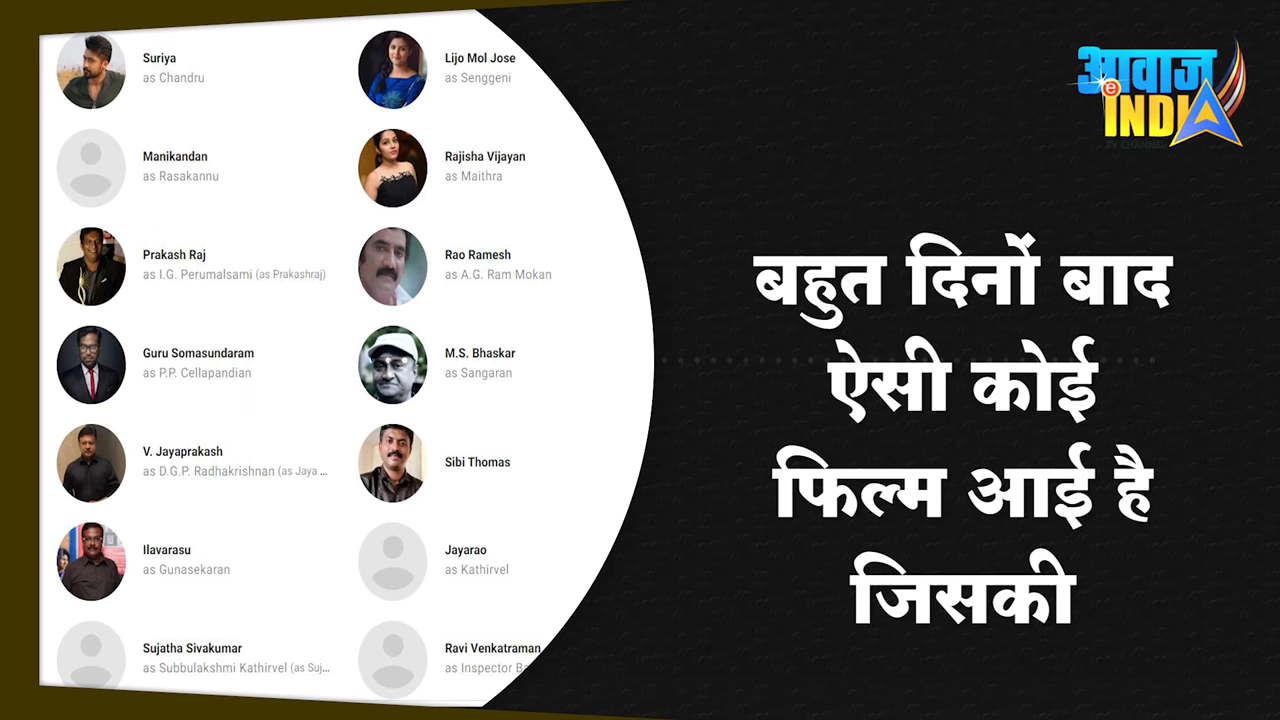 Suriya
as Chandru
Lijo Mol Jose
as Senggeni
Manikandan
as Rasakannu
Rajisha Vijayan
as Maithra
Prakash Raj
as I.G. Perumalsami (as Prakashraj)
Rao Ramesh
as A.G. Ram Mokan
Guru Somasundaram
as P.P. Cellapandian
M.S. Bhaskar
as Sangaran
V. Jayaprakash
as D.G.P. Radhakrishnan (as Jaya ...
Sibi Thomas
Ilavarasu
as Gunasekaran
Jayarao
as Kathirvel
Sujatha Sivakumar
as Subbulakshmi Kathirvel (as Suj...
Ravi Venkatraman
as Inspector
आवाज
e
INDIA
TV CHANNEL
बहुत दिनों बाद
ऐसी कोई
फिल्म आई है
जिसकी